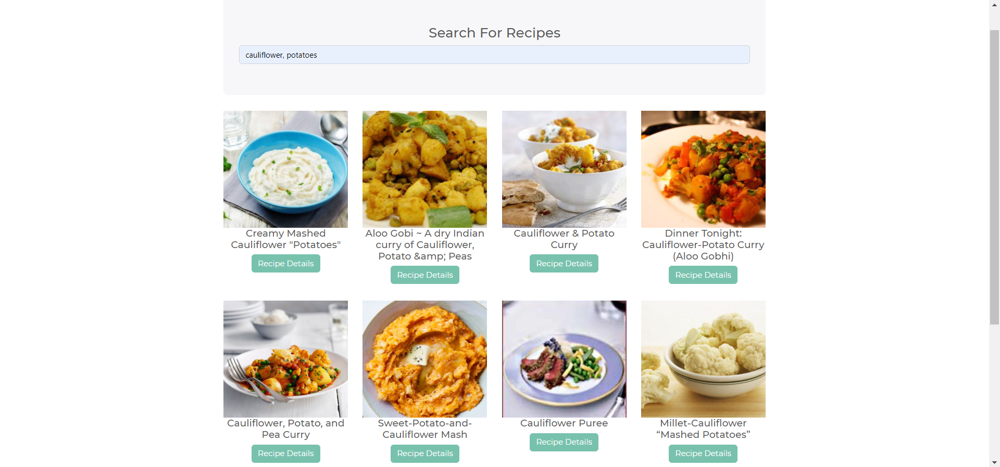 Search For Recipes
cauliflower, potatoes
Creamy Mashed
Cauliflower "Potatoes"
Recipe Details
Aloo Gobi ~ A dry Indian
curry of Cauliflower,
Potato &amp; Peas
Recipe Details
Cauliflower & Potato
Curry
Recipe Details
Dinner Tonight:
Cauliflower-Potato Curry
(Aloo Gobhi)
Recipe Details
Cauliflower, Potato, and
Pea Curry
Recipe Details
Sweet-Potato-and-
Cauliflower Mash
Recipe Details
Cauliflower Puree
Recipe Details
Millet-Cauliflower
“Mashed Potatoes”
Recipe Details